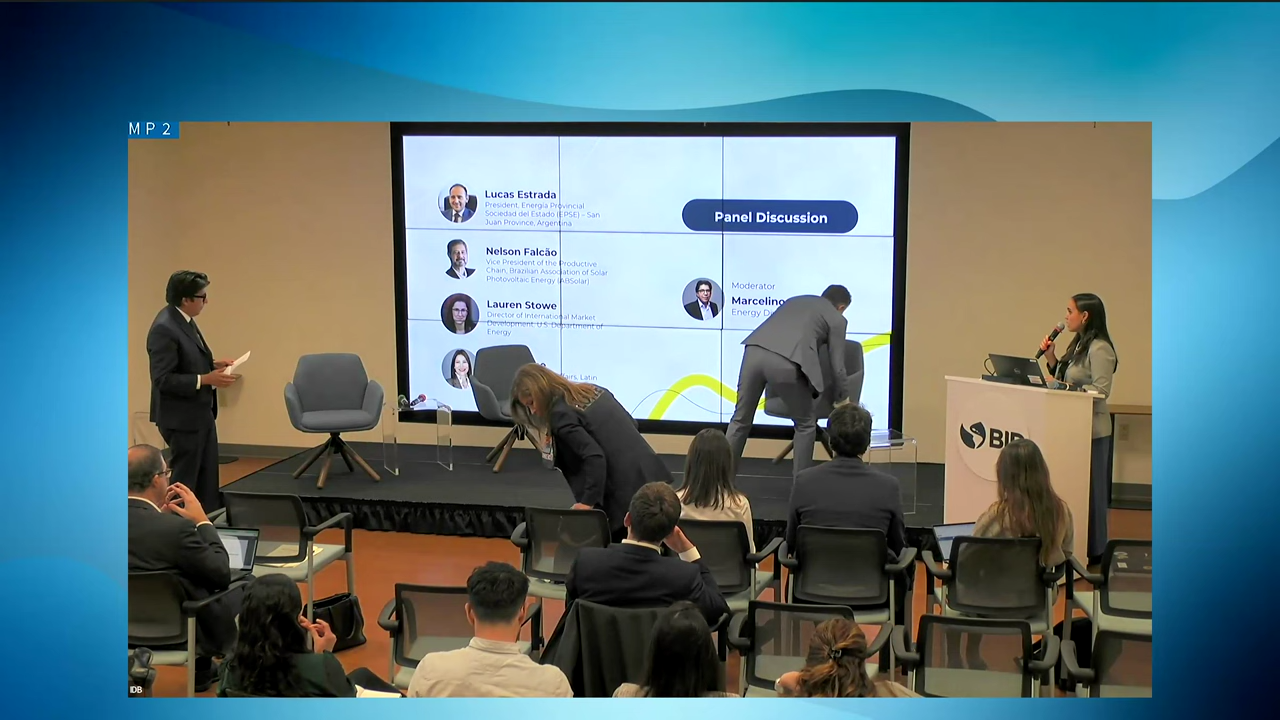 MP2
Lucas Estrada
President, Energía Provincial
Sociedad del Estado (EPSE) – San
Juan Province, Argentina
Panel Discussion
Nelson Falcão
Vice President of the Productive
Chain, Brazilian Association of Solar
Photovoltaic Energy (ABSolar)
Moderator
Marcelino
Energy
Lauren Stowe
Director of International Market
Development, U.S. Department of
Energy
Latin
BID
IDB